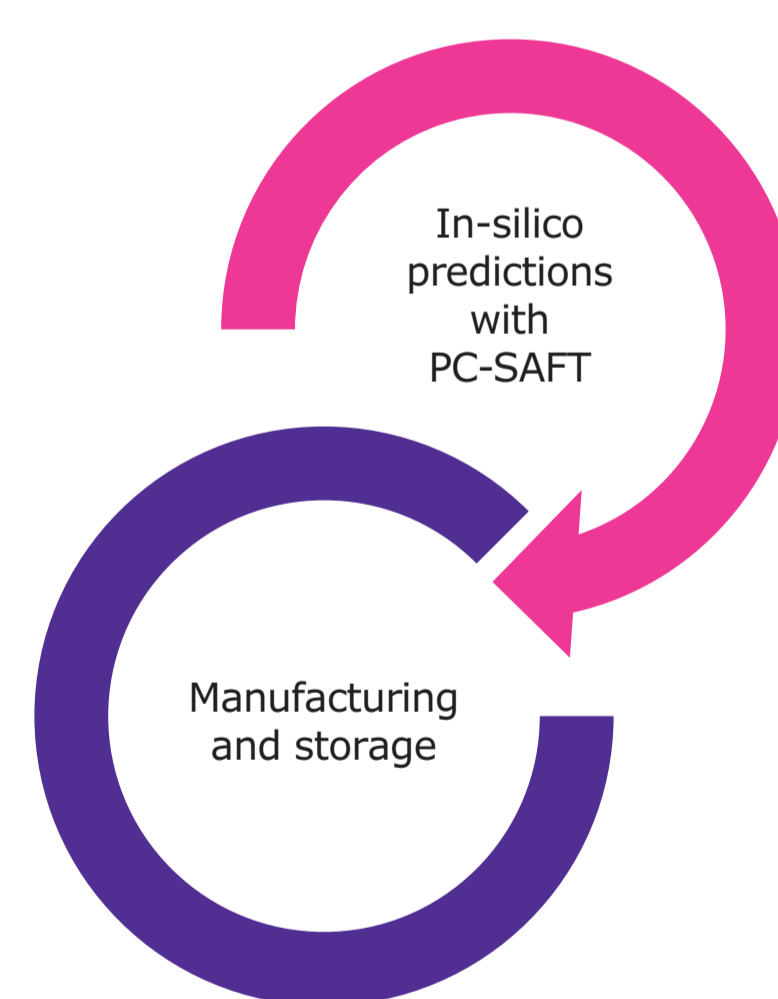 In-silico
predictions
with
PC-SAFT
Manufacturing
and storage